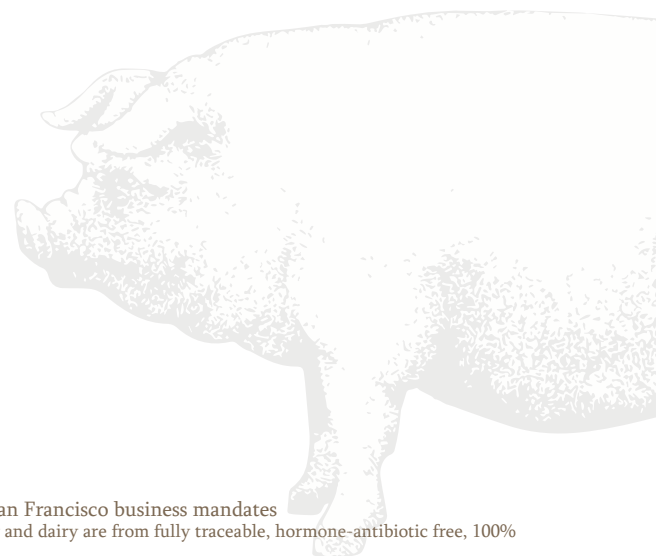 an Francisco business mandates
and dairy are from fully traceable, hormone-antibiotic free, 100%